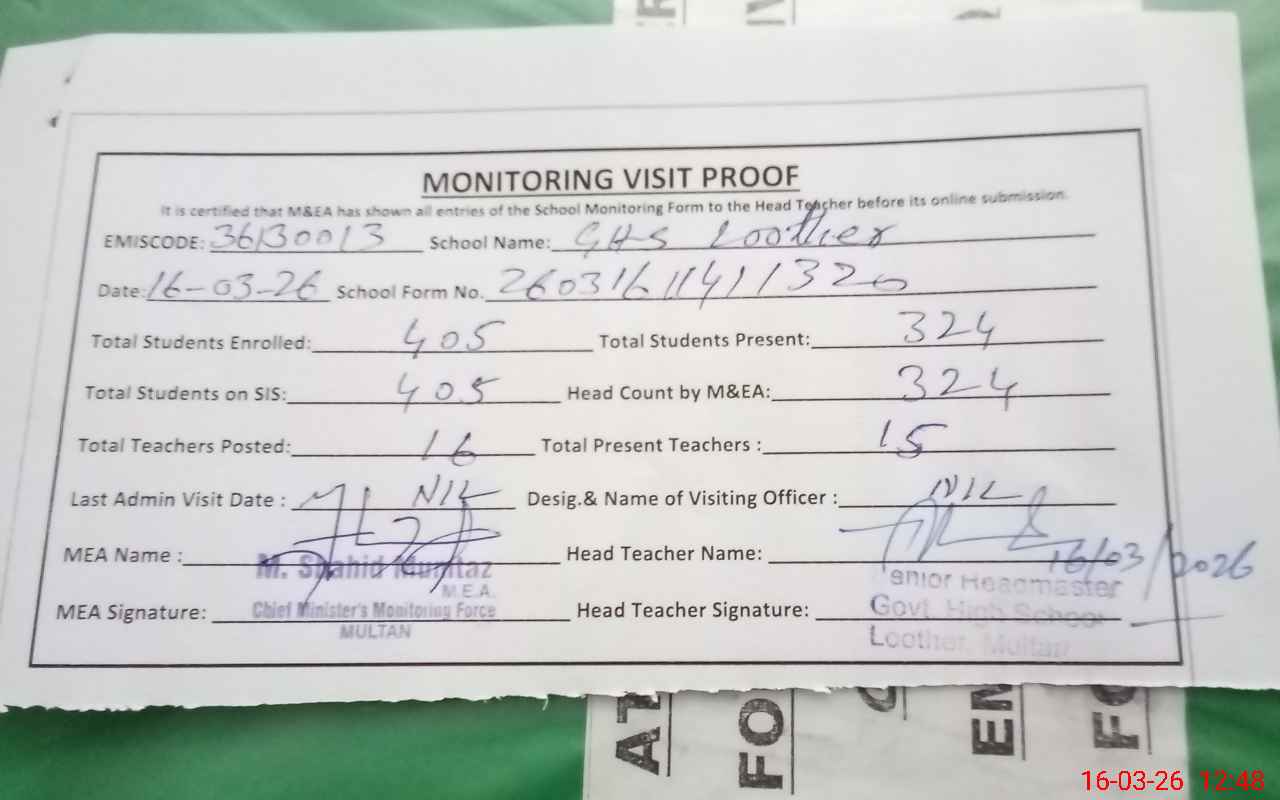 MONITORING VISIT PROOF
It is certified that M&EA has shown all entries of the School Monitoring Form to the Head Teacher before its online submission.
EMISCODE: 36130013 School Name: GHS Loother
Date: 16-03-26 School Form No. 26031611411320
Total Students Enrolled: 405 Total Students Present: 324
Total Students on SIS: 405 Head Count by M&EA: 324
Total Teachers Posted: 16 Total Present Teachers : 15
Last Admin Visit Date : NIL Desig.& Name of Visiting Officer : NIL
MEA Name : Head Teacher Name: 16/03/2026
M. Shahid Mumtaz
M.E.A.
Senior Headmaster
MEA Signature: Chief Minister's Monitoring Force Head Teacher Signature: Govt. High School
MULTAN
Loother, Multan
FO
EN
FO
16-03-26 12:48